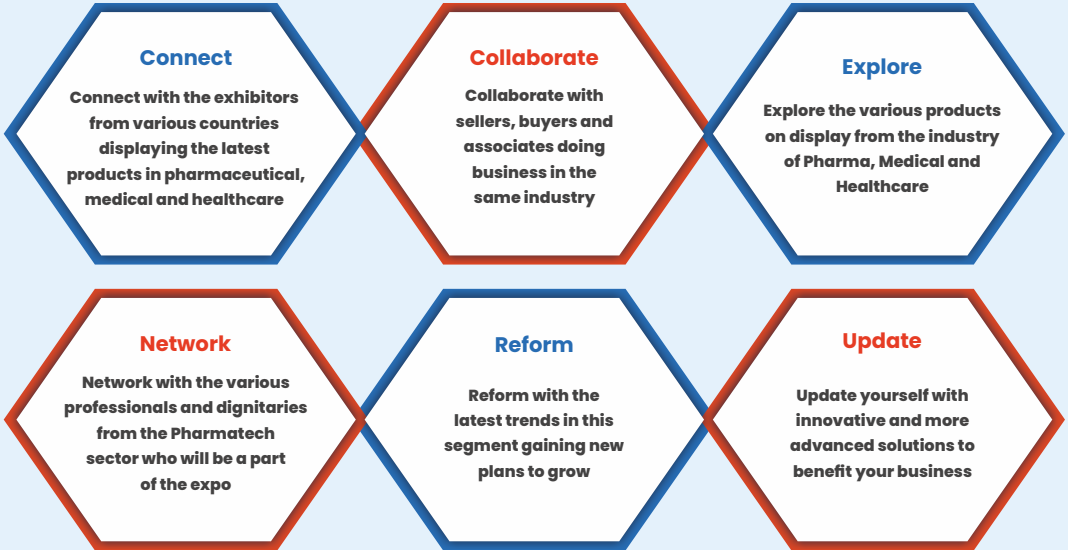 Connect
Connect with the exhibitors
from various countries
displaying the latest
products in pharmaceutical,
medical and healthcare
Collaborate
Collaborate with
sellers, buyers and
associates doing
business in the
same industry
Explore
Explore the various products
on display from the industry
of Pharma, Medical and
Healthcare
Network
Network with the various
professionals and dignitaries
from the Pharmatech
sector who will be a part
of the expo
Reform
Reform with the
latest trends in this
segment gaining new
plans to grow
Update
Update yourself with
innovative and more
advanced solutions to
benefit your business